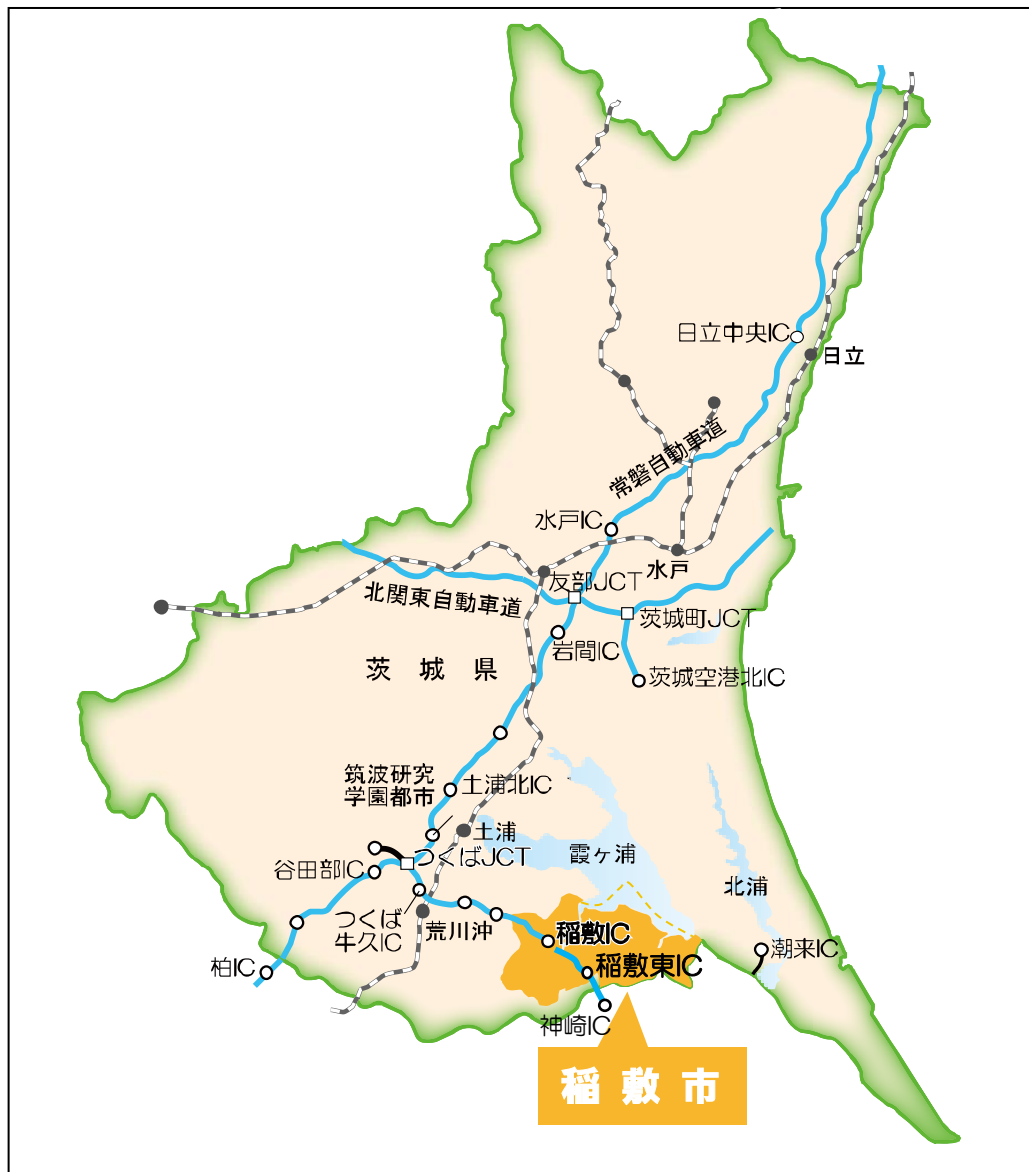 日立中央IC
日立
常磐自動車道
水戸IC
水戸
友部JCT
北関東自動車道
茨城町JCT
岩間IC
茨城県
茨城空港北IC
筑波研究
学園都市
土浦北IC
土浦
つくばJCT
霞ヶ浦
谷田部IC
北浦
つくば
牛久IC
荒川沖
稲敷IC
潮来IC
柏IC
稲敷東IC
神崎IC
稲敷市